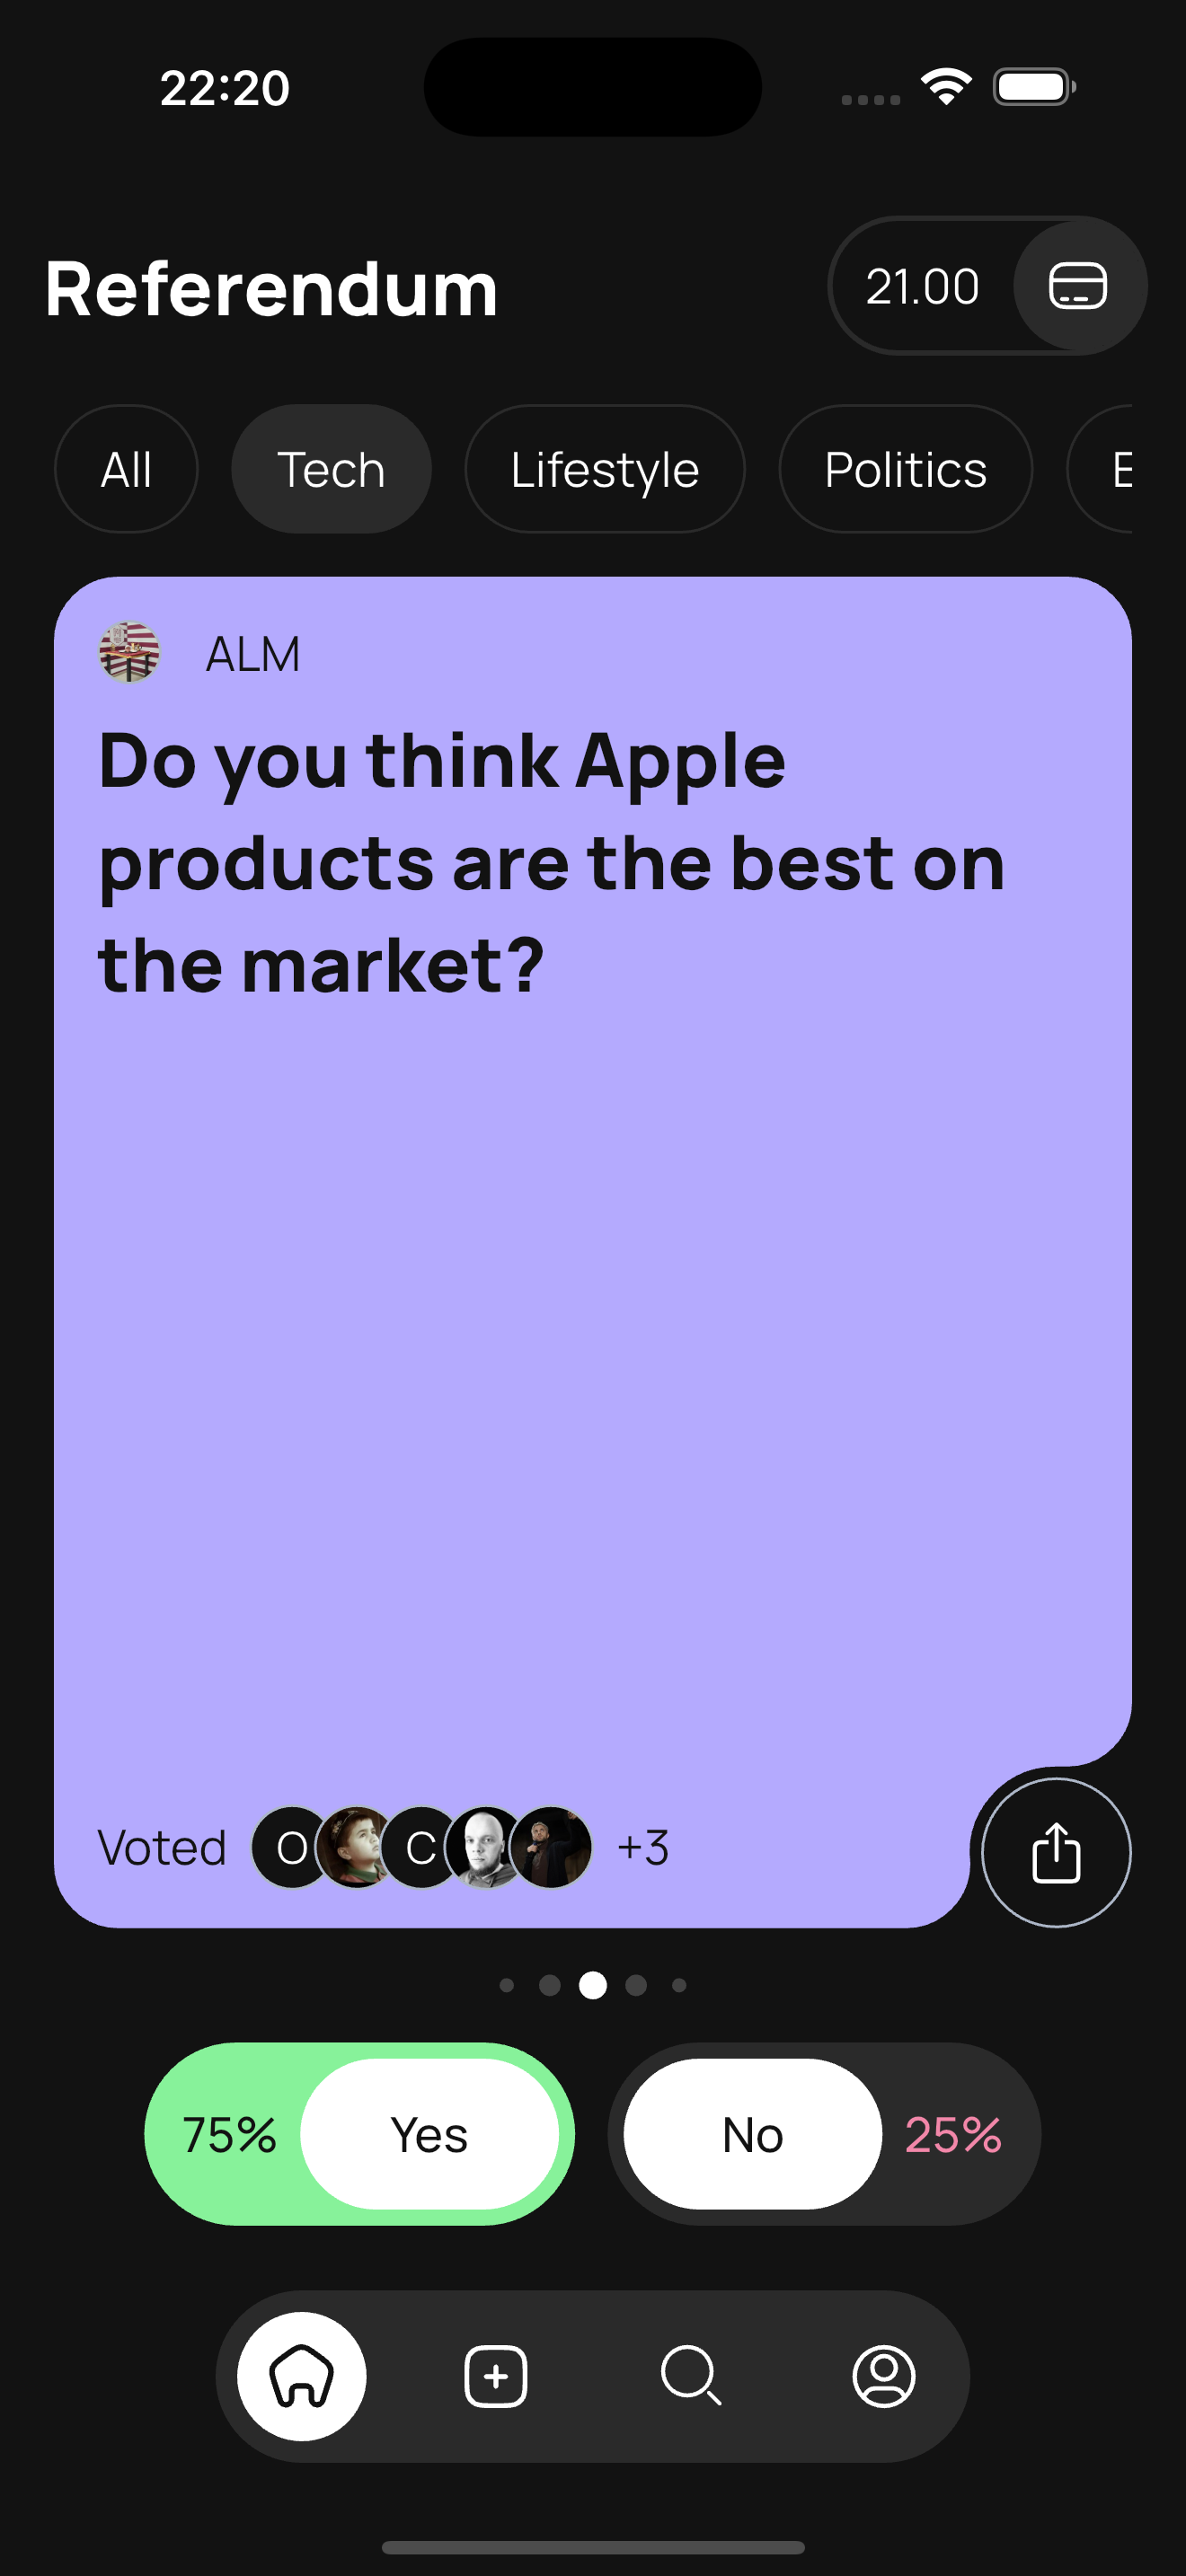 22:20
Referendum
21.00
All
Tech
Lifestyle
Politics
ALM
Do you think Apple
products are the best on
the market?
Voted
O
C
+3
75%
Yes
No
25%